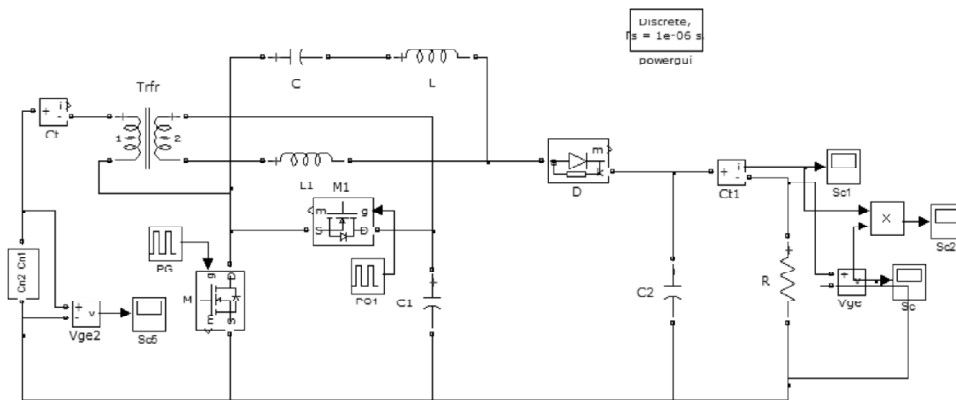 Discrete,
s = 1e-06 s.
powergui
C
L
Trfr
i
Ct
1
2
L1
M1
m
g
S
D
m
a
k
D
i
Ct1
Sc1
X
Sc2
PG
g
D
M
m
S
PG1
C1
C2
R
v
Vge
Sc
Cn1
Cn2
v
Vge2
Sc5